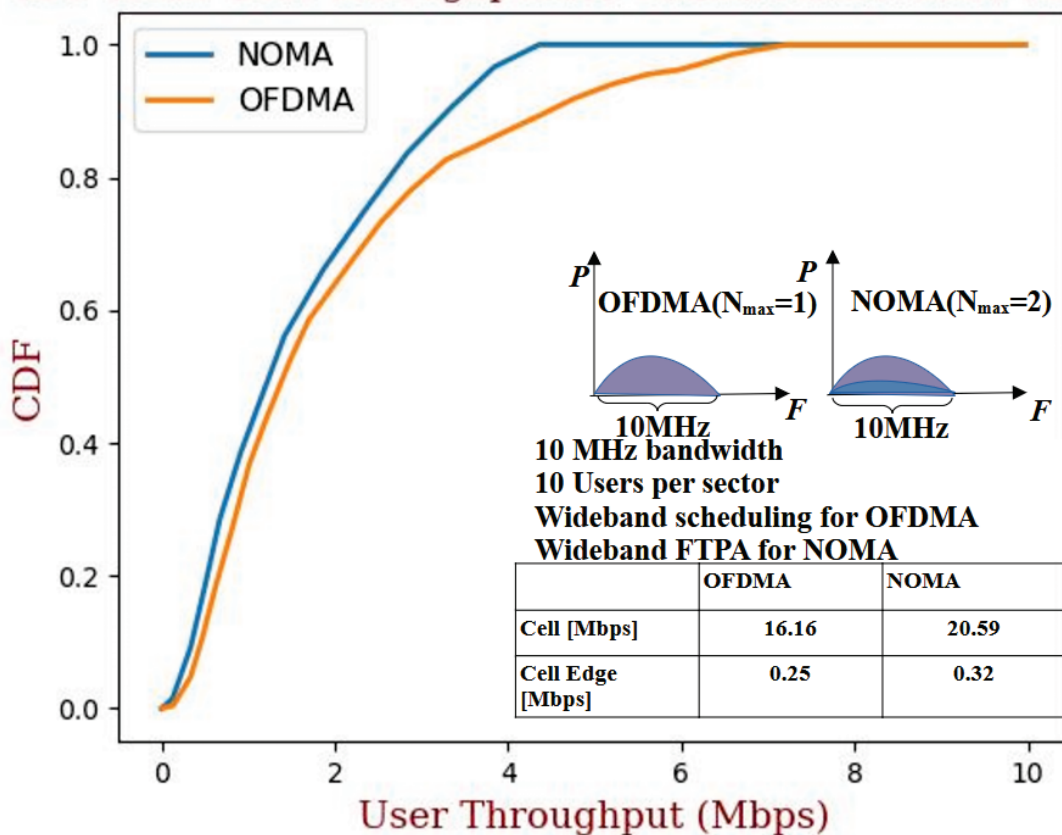 1.0
0.8
0.6
0.4
0.2
0.0
CDF
NOMA
OFDMA
P
OFDMA(Nmax=1)
F
10MHz
P
NOMA(Nmax=2)
F
10MHz
10 MHz bandwidth
10 Users per sector
Wideband scheduling for OFDMA
Wideband FTPA for NOMA
OFDMA NOMA
Cell [Mbps] 16.16 20.59
Cell Edge 0.25 0.32
[Mbps]
0 2 4 6 8 10
User Throughput (Mbps)